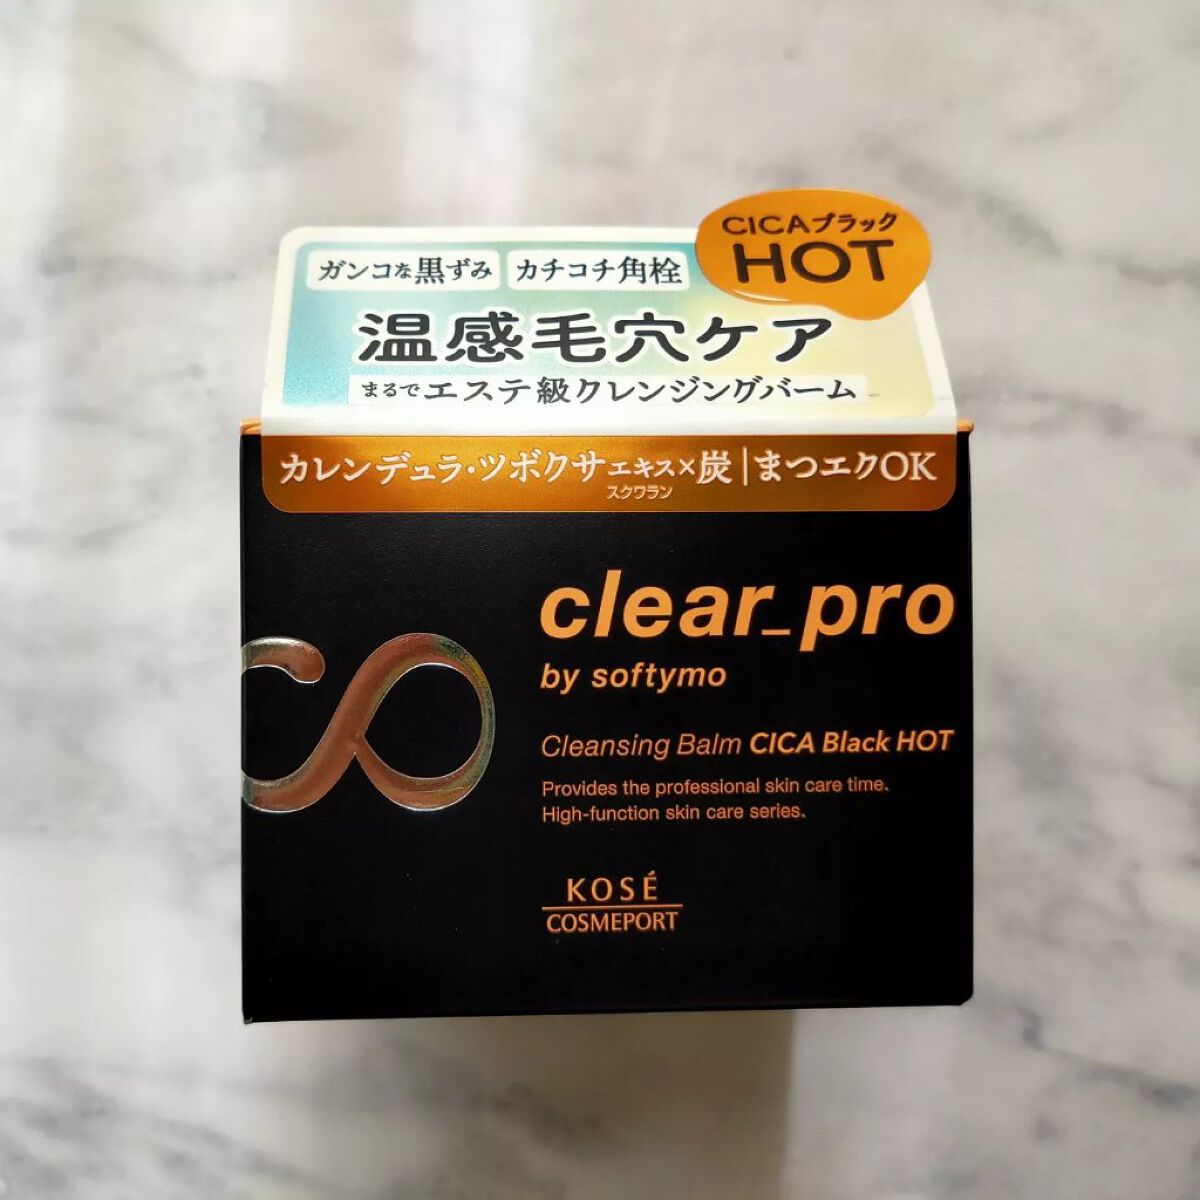 CICAブラック
HOT
ガンコな黒ずみ カチコチ角栓
温感毛穴ケア
まるでエステ級クレンジングバーム
カレンデュラ・ツボクサエキス×炭|まつエクOK
スクワラン
clear_pro
by softymo
Cleansing Balm CICA Black HOT
Provides the professional skin care time.
High-function skin care series.
KOSÉ
COSMEPORT